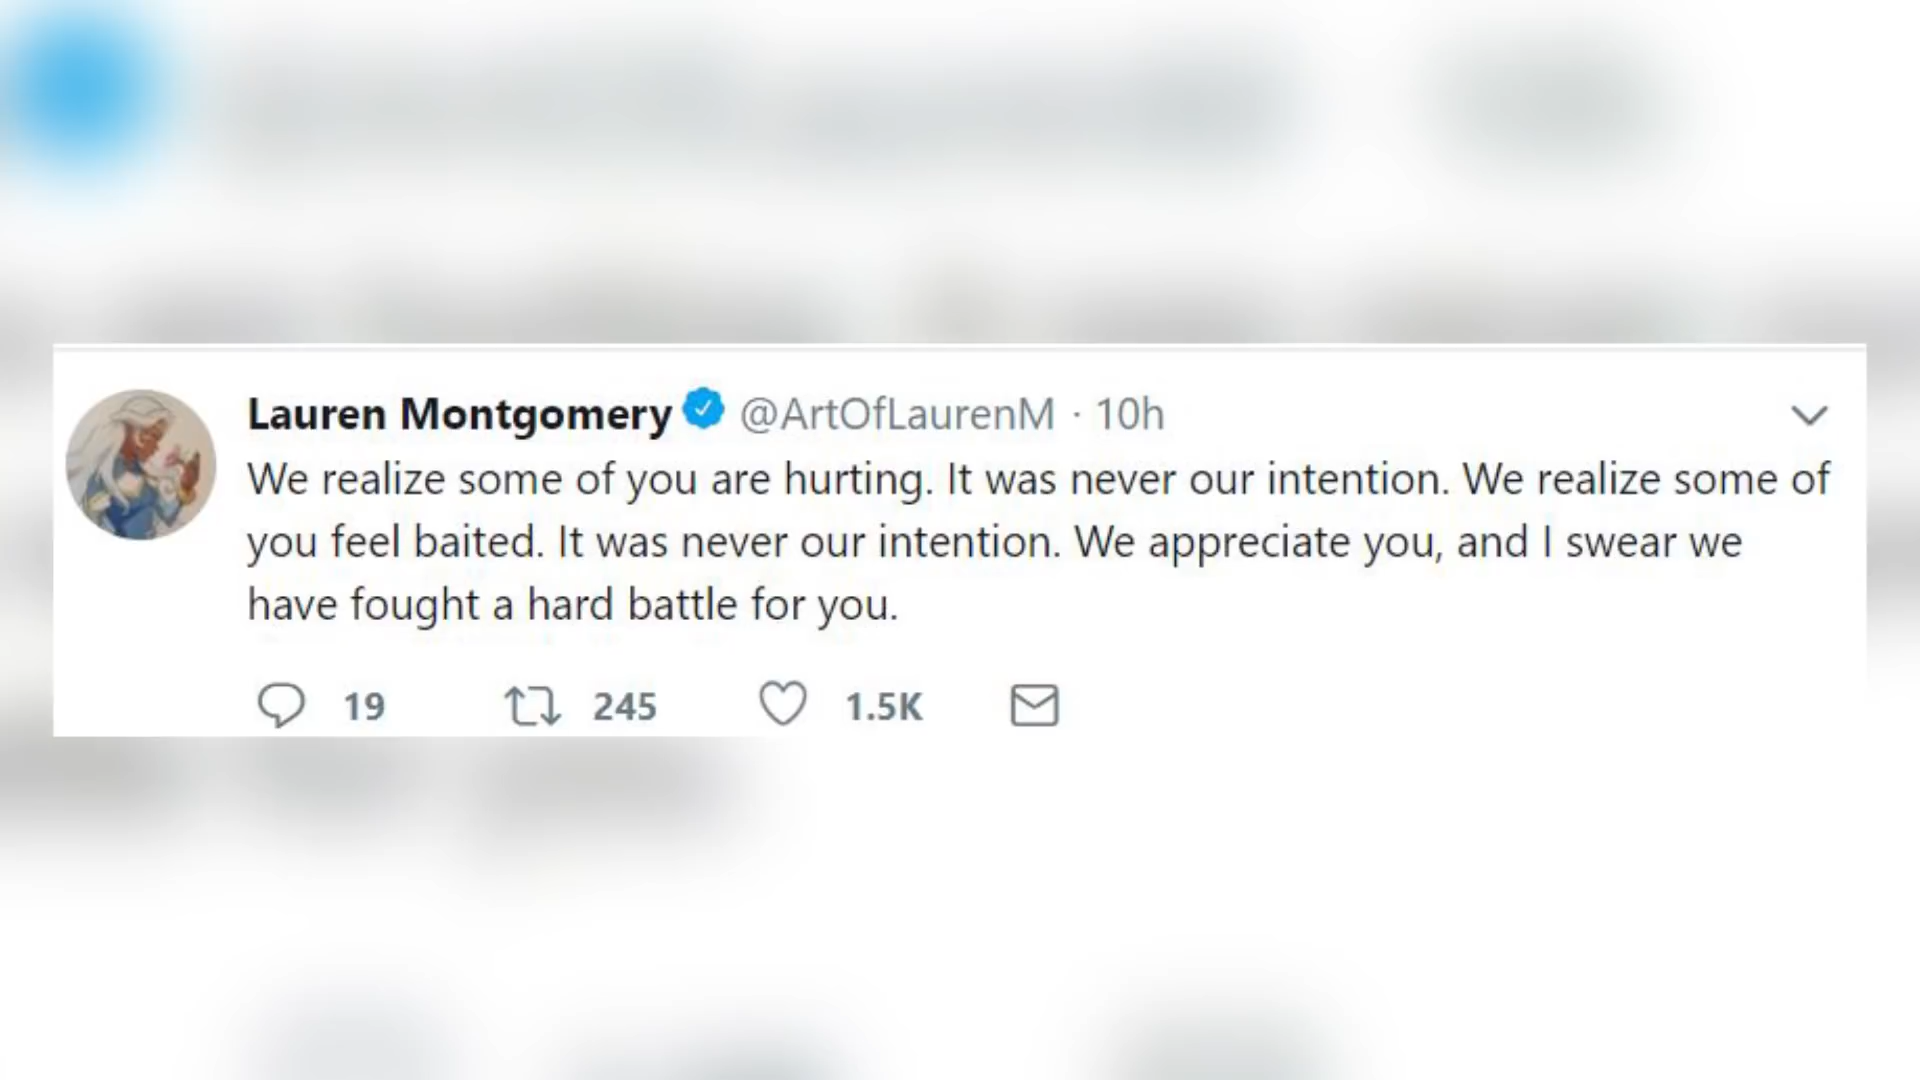 Lauren Montgomery @ArtOfLaurenM · 10h
We realize some of you are hurting. It was never our intention. We realize some of
you feel baited. It was never our intention. We appreciate you, and I swear we
have fought a hard battle for you.
19 245 1.5K